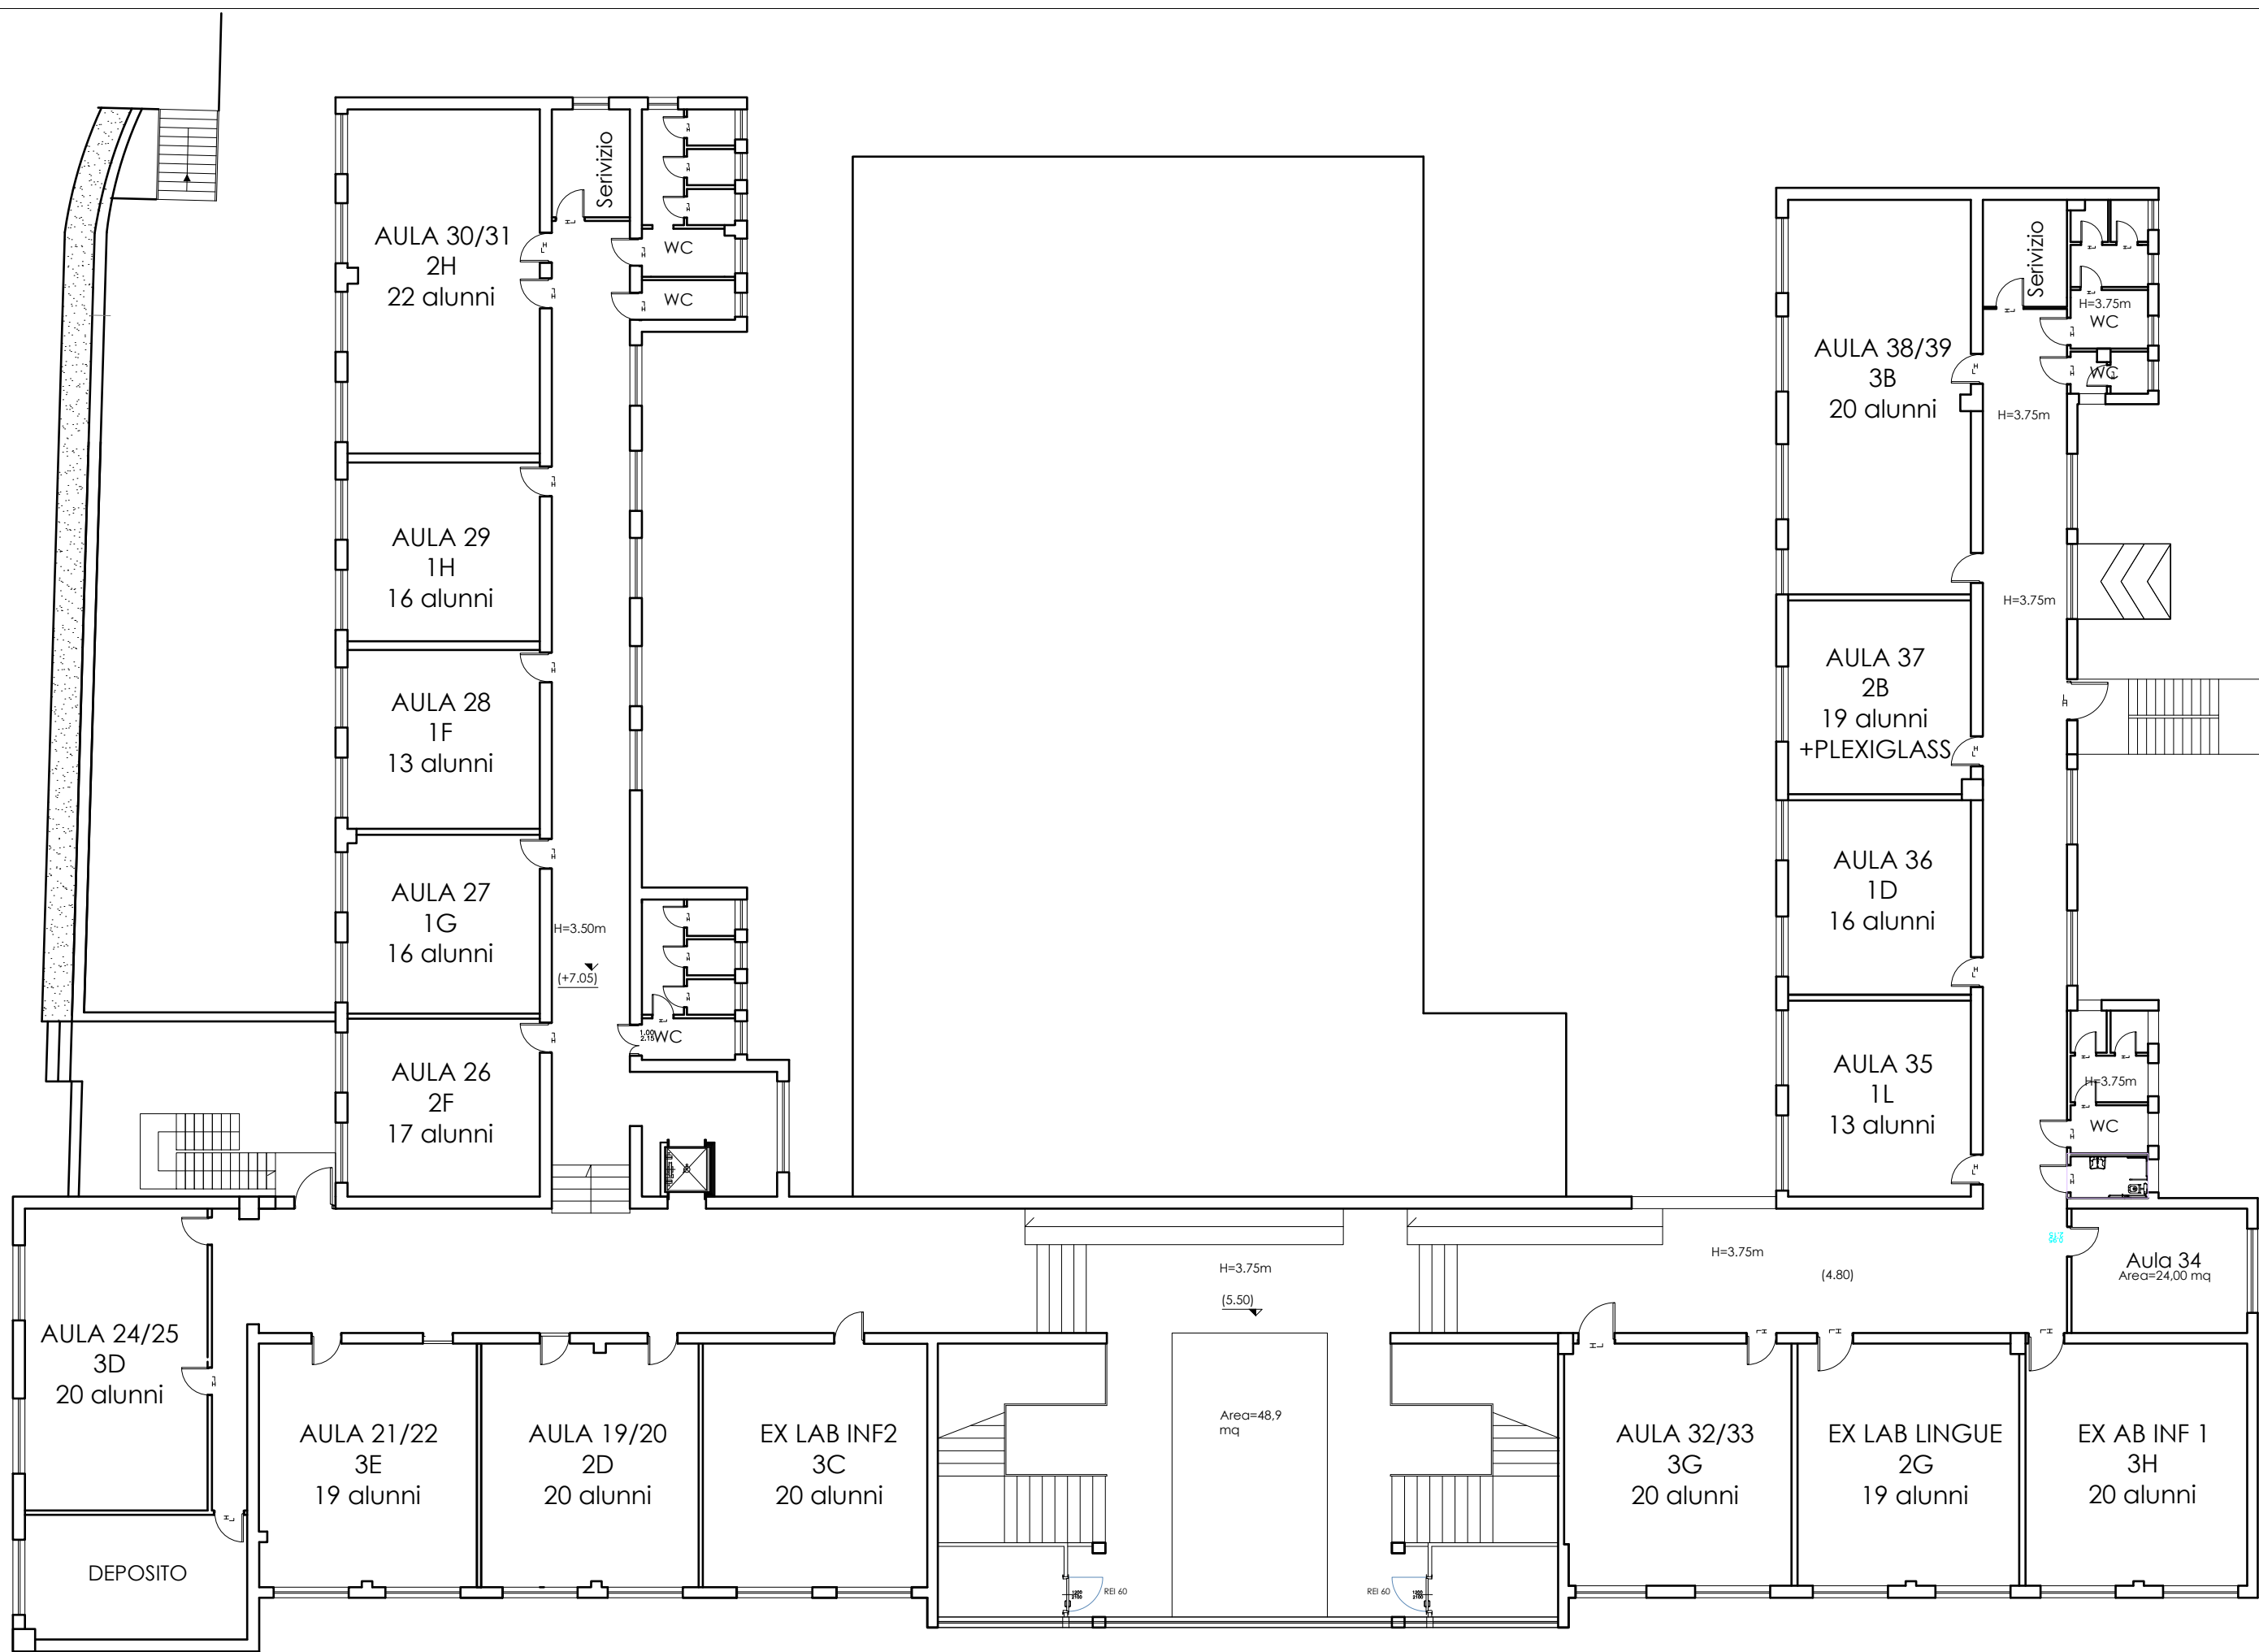 Serivizio
AULA 30/31
2H
22 alunni
WC
WC
AULA 29
1H
16 alunni
AULA 28
1F
13 alunni
AULA 27
1G
16 alunni
H=3.50m
(+7.05)
1.00
2.15
WC
AULA 26
2F
17 alunni
Serivizio
H=3.75m
WC
WC
AULA 38/39
3B
20 alunni
H=3.75m
H=3.75m
AULA 37
2B
19 alunni
+PLEXIGLASS
AULA 36
1D
16 alunni
AULA 35
1L
13 alunni
H=3.75m
WC
H=3.75m
(5.50)
H=3.75m
(4.80)
Aula 34
Area=24,00 mq
AULA 24/25
3D
20 alunni
DEPOSITO
AULA 21/22
3E
19 alunni
AULA 19/20
2D
20 alunni
EX LAB INF2
3C
20 alunni
Area=48,9
mq
REI 60
REI 60
AULA 32/33
3G
20 alunni
EX LAB LINGUE
2G
19 alunni
EX AB INF 1
3H
20 alunni